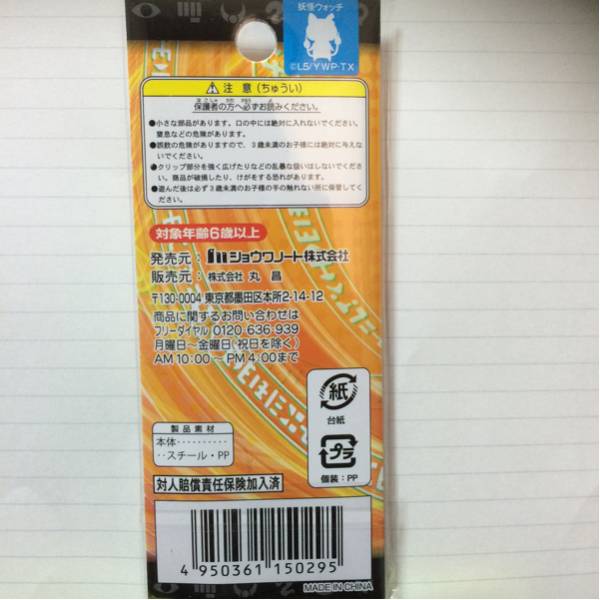 妖怪ウォッチ
©L5/YWP・TX
注 意 (ちゅうい)
保護者の方へ必ずお読みください。
●小さな部品があります。口の中には絶対に入れないでください。
窒息などの危険があります。
●誤飲の危険がありますので、3歳未満のお子様には絶対に与えな
いでください。
●クリップ部分を強く広げたりなどの乱暴な扱いはしないでくださ
い。商品が破損したり、けがをする恐れがあります。
●遊んだ後は必ず3歳未満のお子様の手の触れない所に保管してく
ださい。
対象年齢6歳以上
発売元：ショウワノート株式会社
販売元：株式会社 丸 昌
〒130-0004 東京都墨田区本所2-14-12
商品に関するお問い合わせは
フリーダイヤル 0120-636-939
月曜日～金曜日(祝日を除く)
AM 10:00～PM 4:00まで
紙
台紙
プラ
個装：PP
製品素材
本体・・・・・・・・・・
・・スチール・PP
対人賠償責任保険加入済
4 950361 150295
MADE IN CHINA